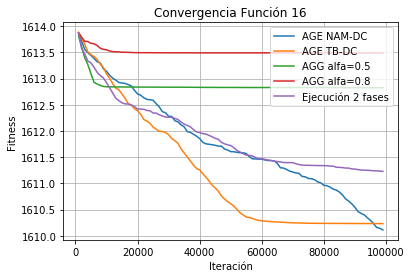 Convergencia Función 16
1614.0
1613.5
1613.0
1612.5
1612.0
1611.5
1611.0
1610.5
1610.0
Fitness
AGE NAM-DC
AGE TB-DC
AGG alfa=0.5
AGG alfa=0.8
Ejecución 2 fases
0 20000 40000 60000 80000 100000
Iteración